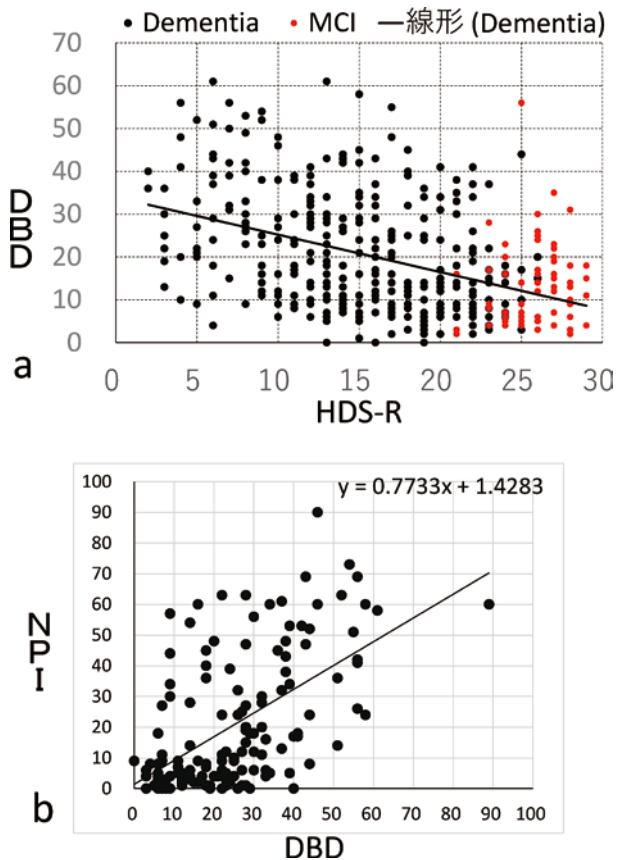 ● Dementia ● MCI —線形 (Dementia)
70
60
50
40
30
20
10
0
DBD
0 5 10 15 20 25 30
HDS-R
a
y = 0.7733x + 1.4283
100
90
80
70
60
50
40
30
20
10
0
NPI
0 10 20 30 40 50 60 70 80 90 100
DBD
b